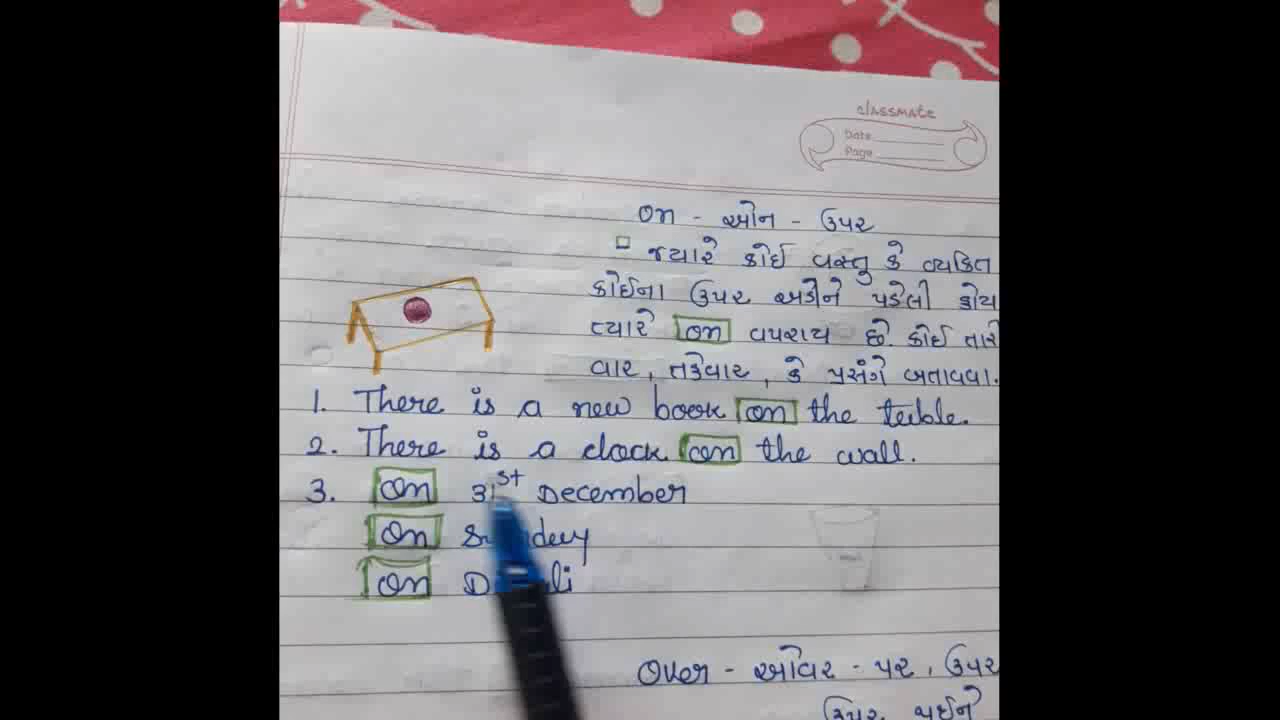 classmate
Date
Page
on - ઓન - ઉપર
જ્યારે કોઈ વસ્તુ કે વ્યકિત
કોઈના ઉપર અડીને પડેલી હોય
ત્યારે on વપરાય છે. કોઈ તારી
વાર, તહેવાર, કે પ્રસંગે બતાવવા.
1. There is a new book on the table.
2. There is a clock on the wall.
3. on 31st December
on
on
Over - ઓવર - પર, ઉપર
ઉપર થઈને